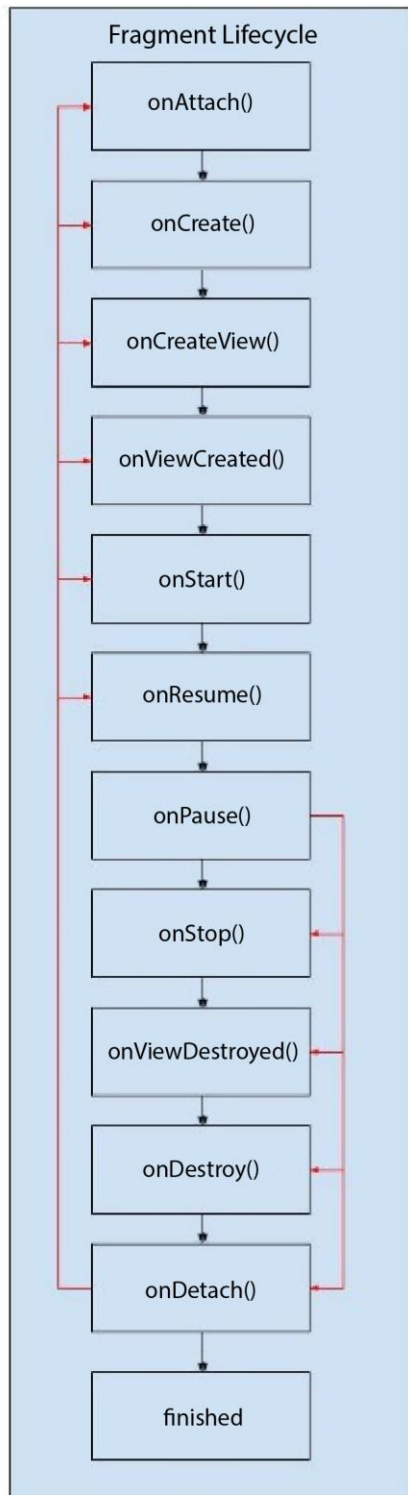 Fragment Lifecycle
onAttach()
onCreate()
onCreateView()
onViewCreated()
onStart()
onResume()
onPause()
onStop()
onViewDestroyed()
onDestroy()
onDetach()
finished